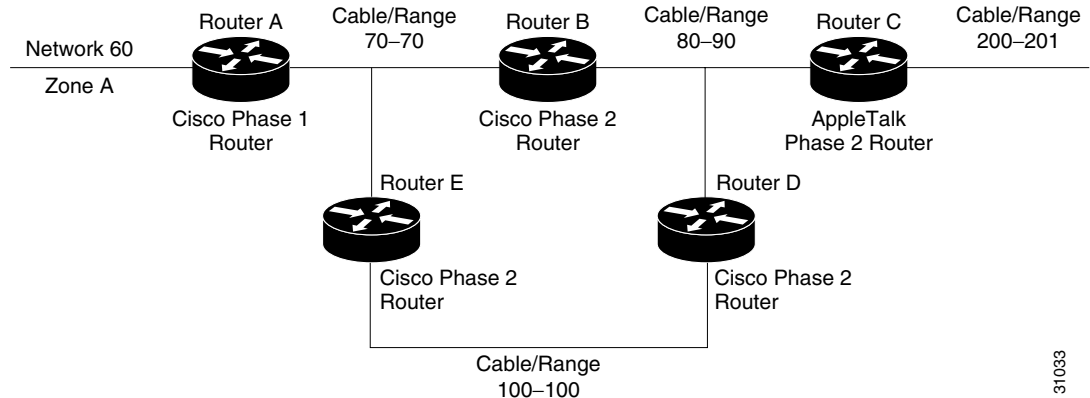 Router A
Cable/Range
70–70
Router B
Cable/Range
80–90
Router C
Cable/Range
200–201
Network 60
Zone A
Cisco Phase 1
Router
Cisco Phase 2
Router
AppleTalk
Phase 2 Router
Router E
Router D
Cisco Phase 2
Router
Cisco Phase 2
Router
Cable/Range
100–100
31033